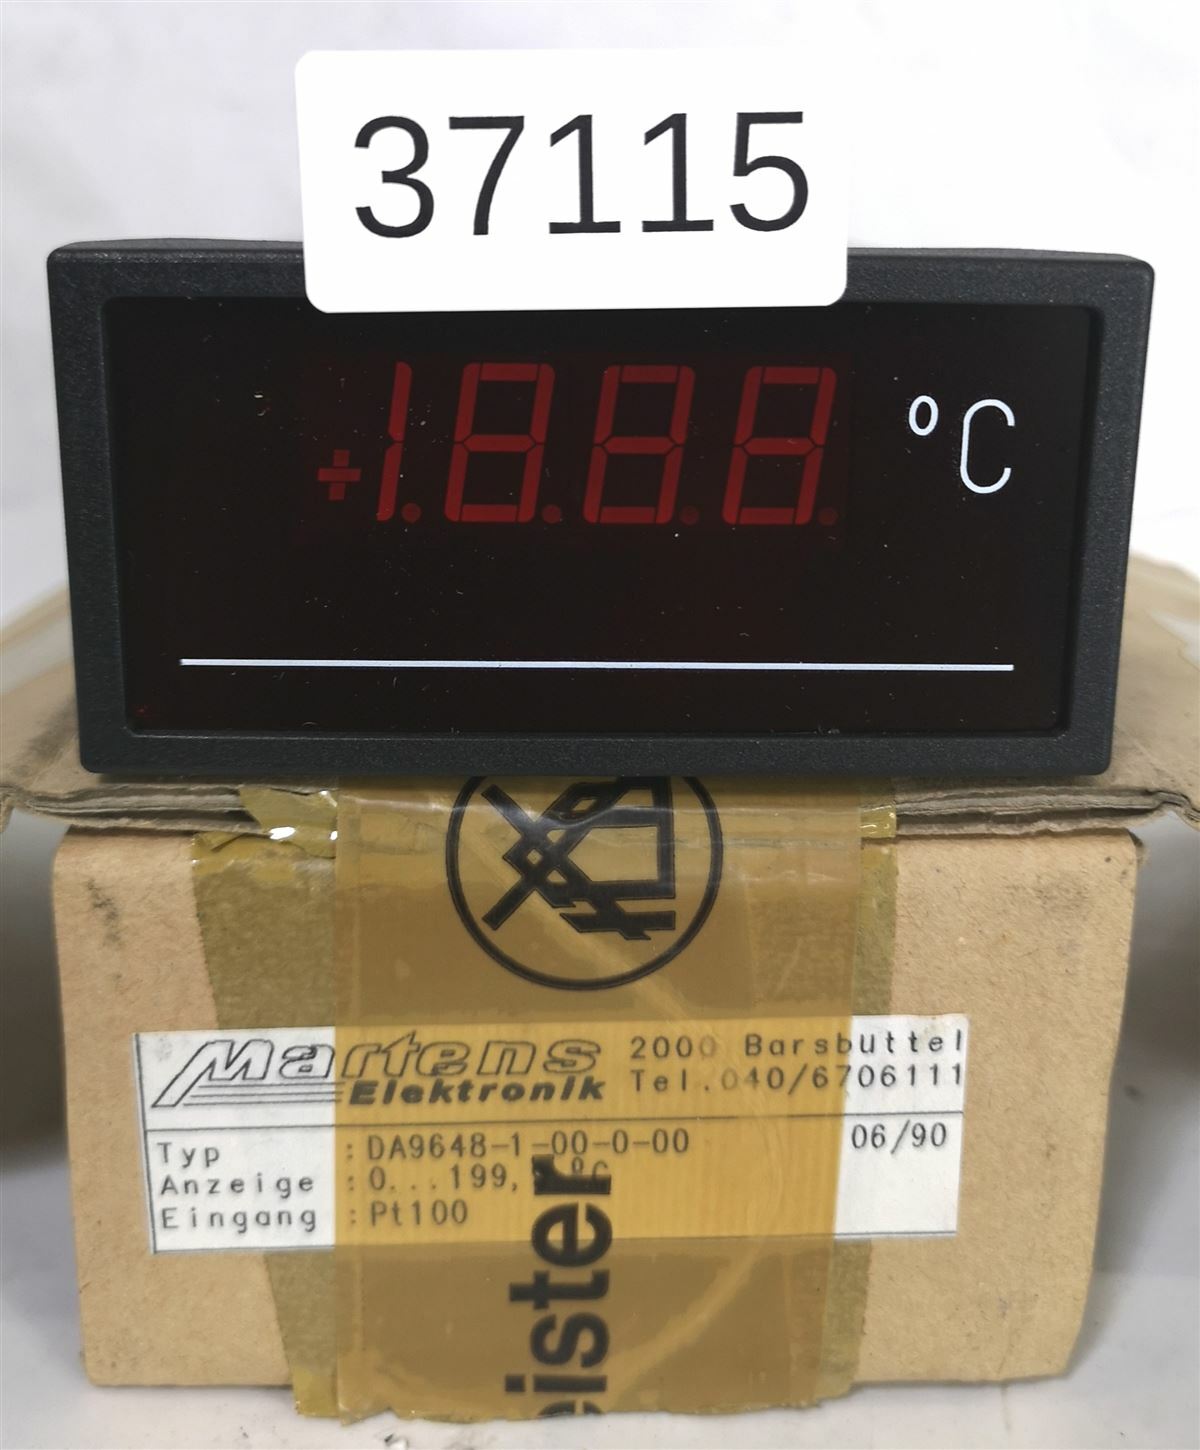 37115
+1.8.8.8.
°C
Martens
Elektronik
2000 Barsbüttel
Tel.040/6706111
Typ : DA9648-1-00-0-00
06/90
Anzeige : 0...199, °C
Eingang : Pt100
eister